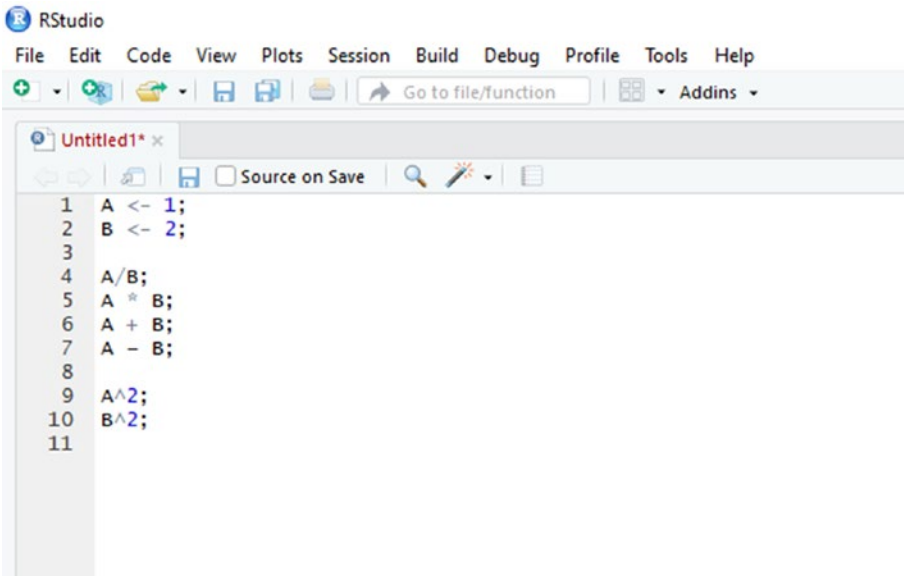 RStudio
File Edit Code View Plots Session Build Debug Profile Tools Help
Go to file/function Addins
Untitled1*
Source on Save
1 A <- 1;
2 B <- 2;
3
4 A/B;
5 A * B;
6 A + B;
7 A - B;
8
9 A^2;
10 B^2;
11